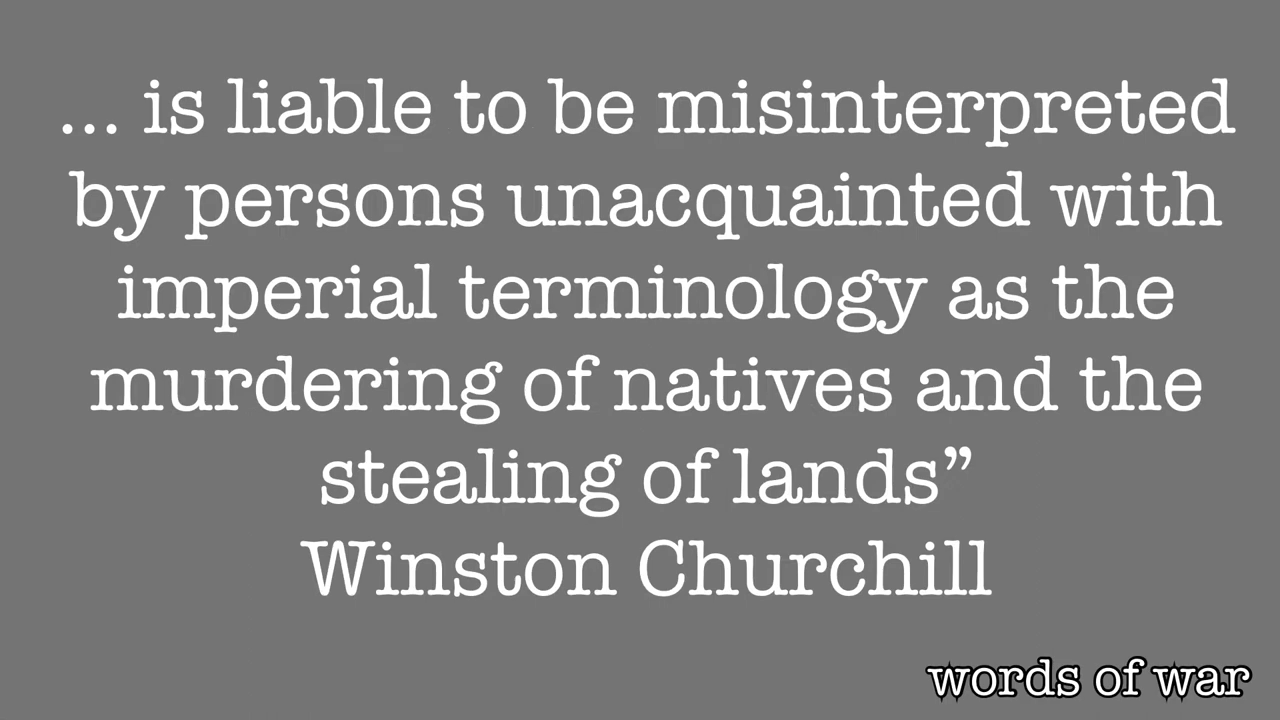 ... is liable to be misinterpreted
by persons unacquainted with
imperial terminology as the
murdering of natives and the
stealing of lands”
Winston Churchill
words of war